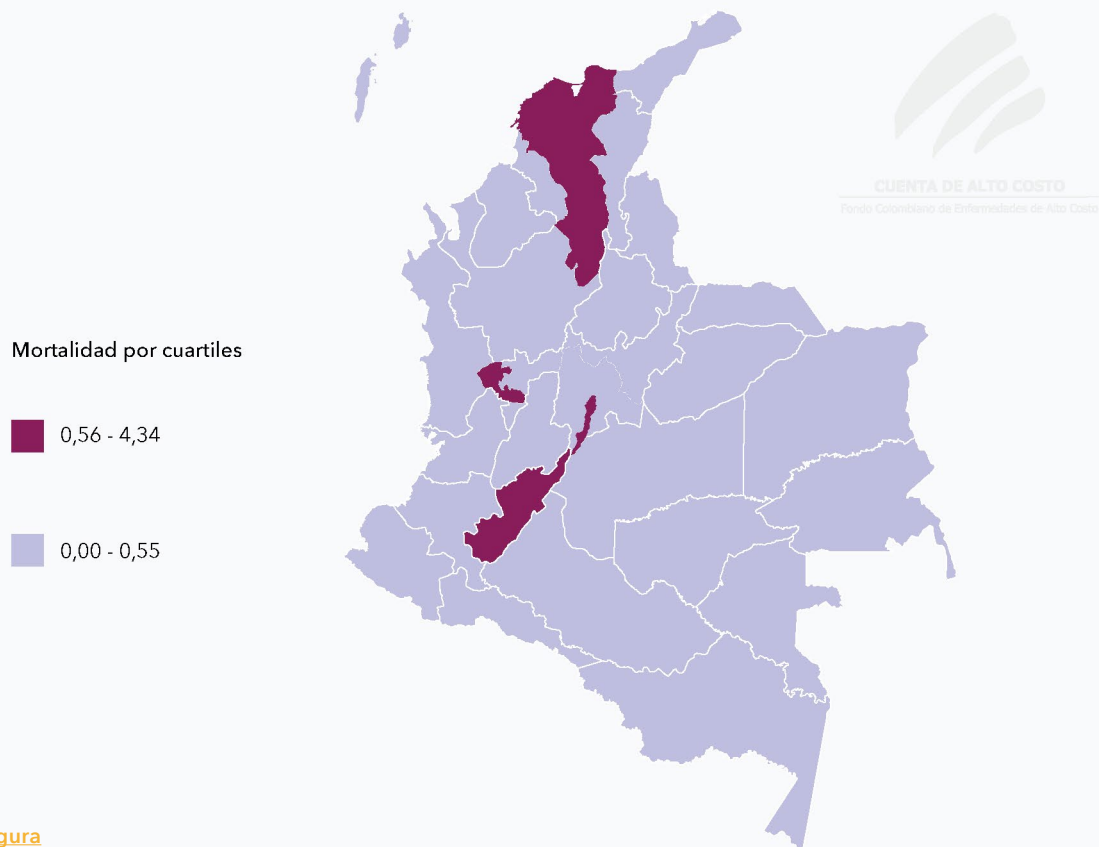 CUENTA DE ALTO COSTO
Fondo Colombiano de Enfermedades de Alto Costo
Mortalidad por cuartiles
0,56 - 4,34
0,00 - 0,55
gura